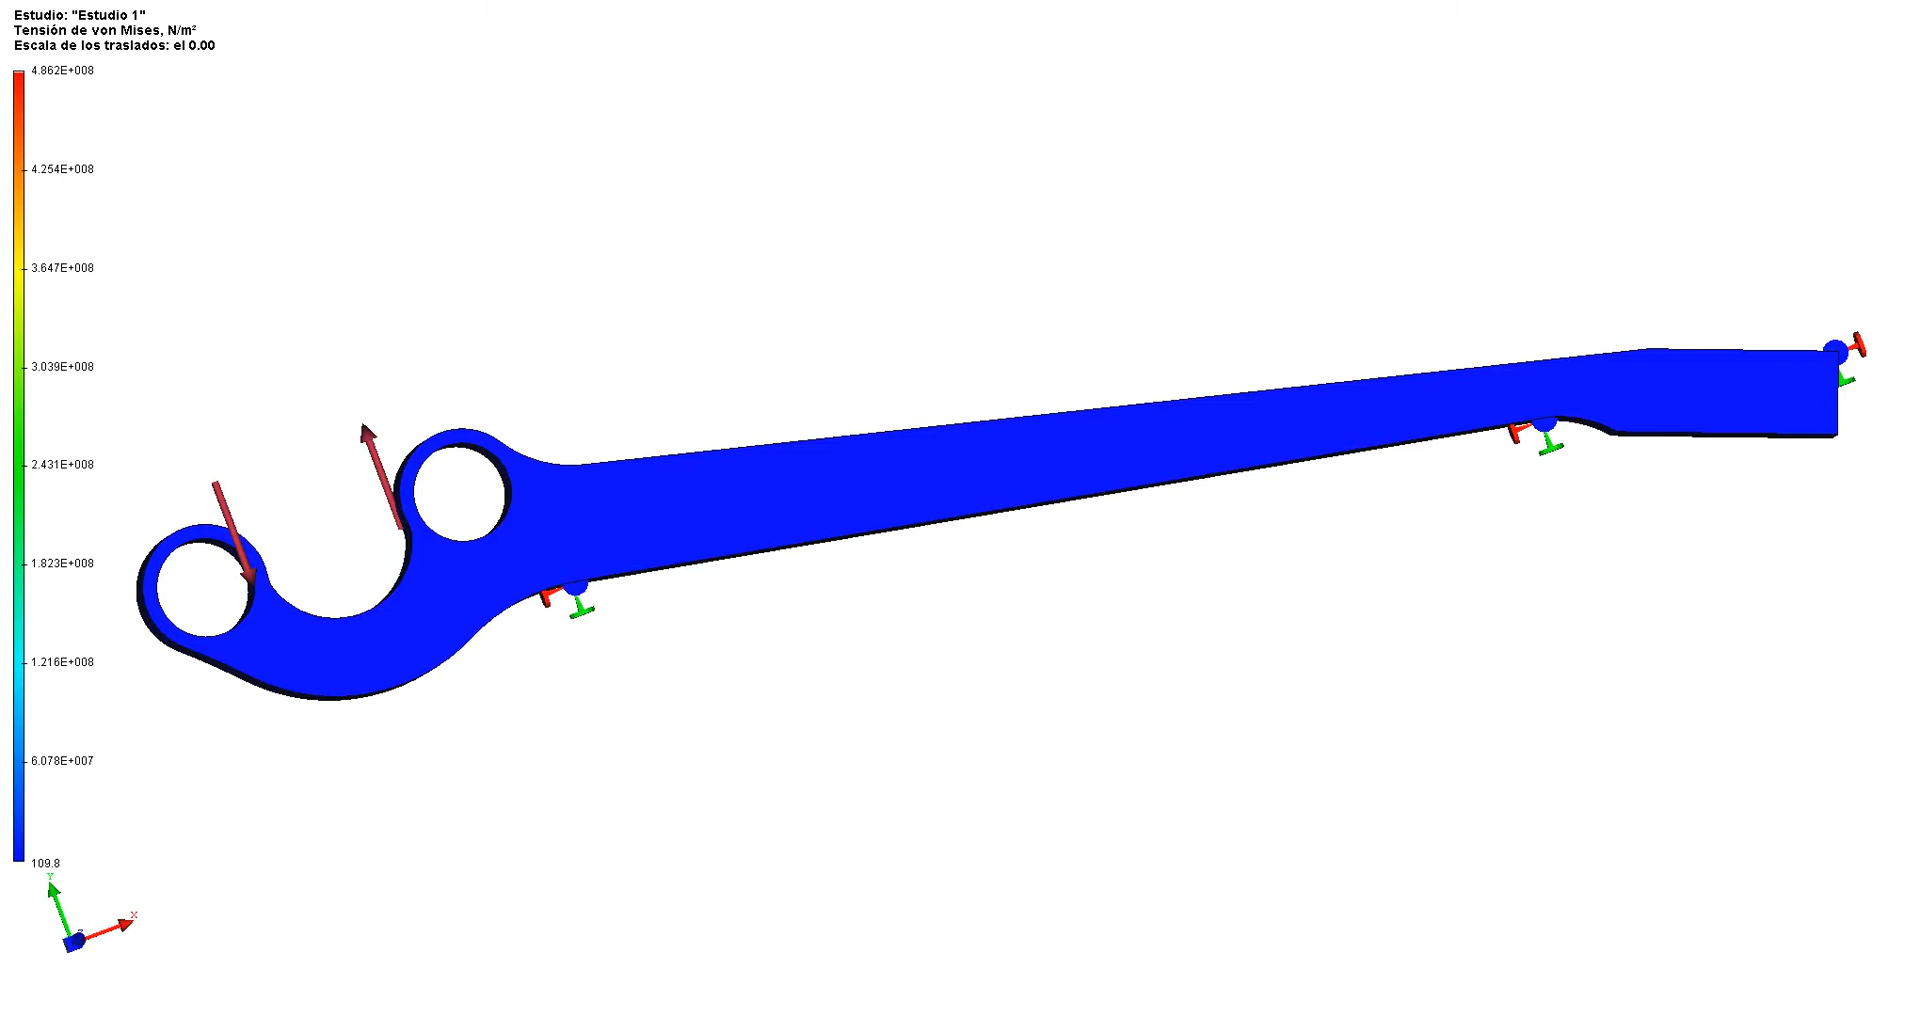 Estudio: "Estudio 1"
Tensión de von Mises, N/m²
Escala de los traslados: el 0.00
4.862E+008
4.254E+008
3.647E+008
3.039E+008
2.431E+008
1.823E+008
1.216E+008
6.078E+007
109.8
Y
X
Z